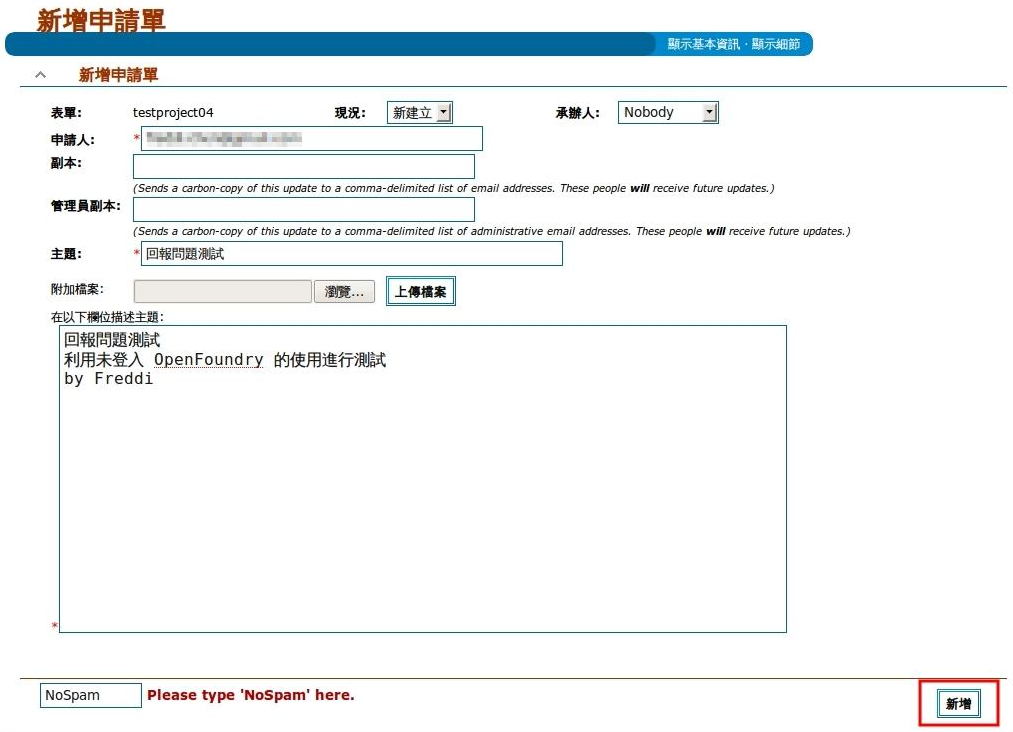 新增申請單
顯示基本資訊 · 顯示細節
新增申請單
表單: testproject04 現況: 新建立 承辦人: Nobody
申請人: *
副本:
(Sends a carbon-copy of this update to a comma-delimited list of email addresses. These people will receive future updates.)
管理員副本:
(Sends a carbon-copy of this update to a comma-delimited list of administrative email addresses. These people will receive future updates.)
主題: * 回報問題測試
附加檔案: 瀏覽... 上傳檔案
在以下欄位描述主題:
回報問題測試
利用未登入 OpenFoundry 的使用進行測試
by Freddi
*
NoSpam Please type 'NoSpam' here. 新增